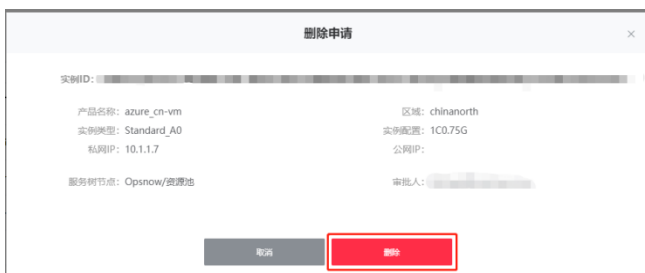 删除申请
实例ID:
产品名称: azure_cn-vm 区域: chinanorth
实例类型: Standard_A0 实例配置: 1C0.75G
私网IP: 10.1.1.7 公网IP:
服务树节点: Opsnow/资源池 审批人:
取消 删除